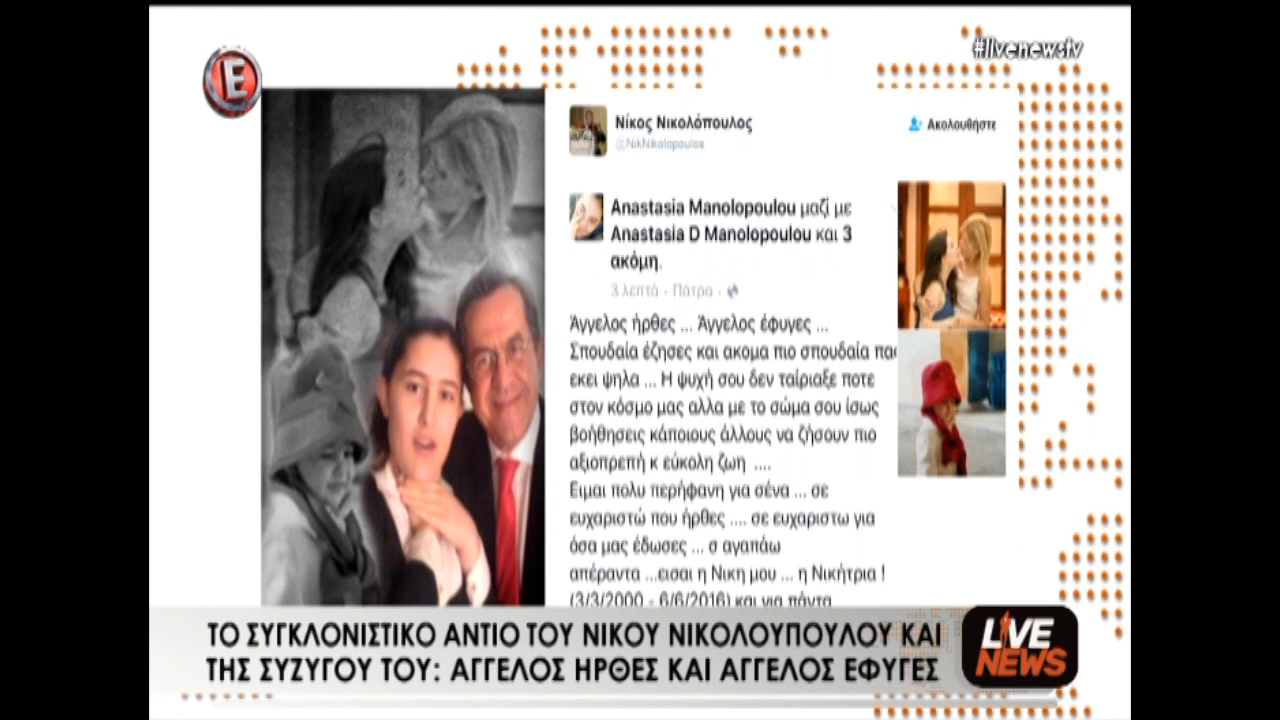 #livenewstv
E
Νίκος Νικολόπουλος
@NikNikolopoulos
Ακολουθήστε
Anastasia Manolopoulou μαζί με
Anastasia D Manolopoulou και 3
ακόμη.
3 λεπτά · Πάτρα ·
Άγγελος ήρθες ... Άγγελος έφυγες ...
Σπουδαία έζησες και ακομα πιο σπουδαία πας
εκει ψηλα ... Η ψυχή σου δεν ταίριαξε ποτε
στον κόσμο μας αλλα με το σώμα σου ίσως
βοήθησεις κάποιους άλλους να ζήσουν πιο
αξιοπρεπή κ εύκολη ζωη ....
Ειμαι πολυ περήφανη για σένα ... σε
ευχαριστώ που ήρθες .... σε ευχαριστω για
όσα μας έδωσες ... σ αγαπάω
απέραντα ...εισαι η Νικη μου ... η Νικήτρια !
(3/3/2000 - 6/6/2016) και για πάντα
ΤΟ ΣΥΓΚΛΟΝΙΣΤΙΚΟ ΑΝΤΙΟ ΤΟΥ ΝΙΚΟΥ ΝΙΚΟΛΟΥΠΟΥΛΟΥ ΚΑΙ
ΤΗΣ ΣΥΖΥΓΟΥ ΤΟΥ: ΑΓΓΕΛΟΣ ΗΡΘΕΣ ΚΑΙ ΑΓΓΕΛΟΣ ΕΦΥΓΕΣ
LIVE
NEWS